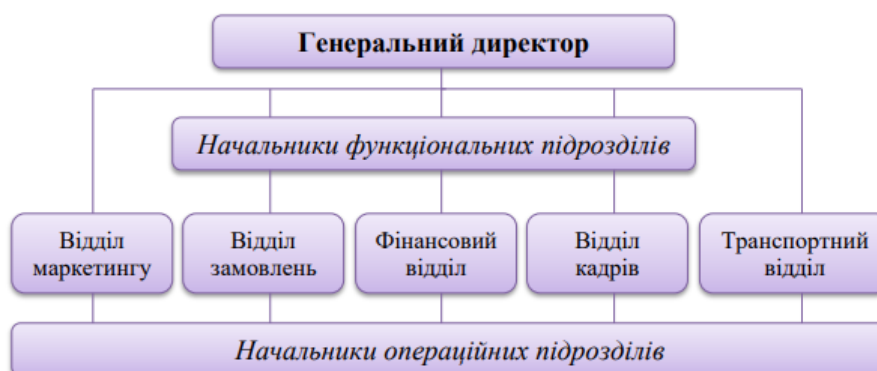 Генеральний директор
Начальники функціональних підрозділів
Відділ
маркетингу
Відділ
замовлень
Фінансовий
відділ
Відділ
кадрів
Транспортний
відділ
Начальники операційних підрозділів